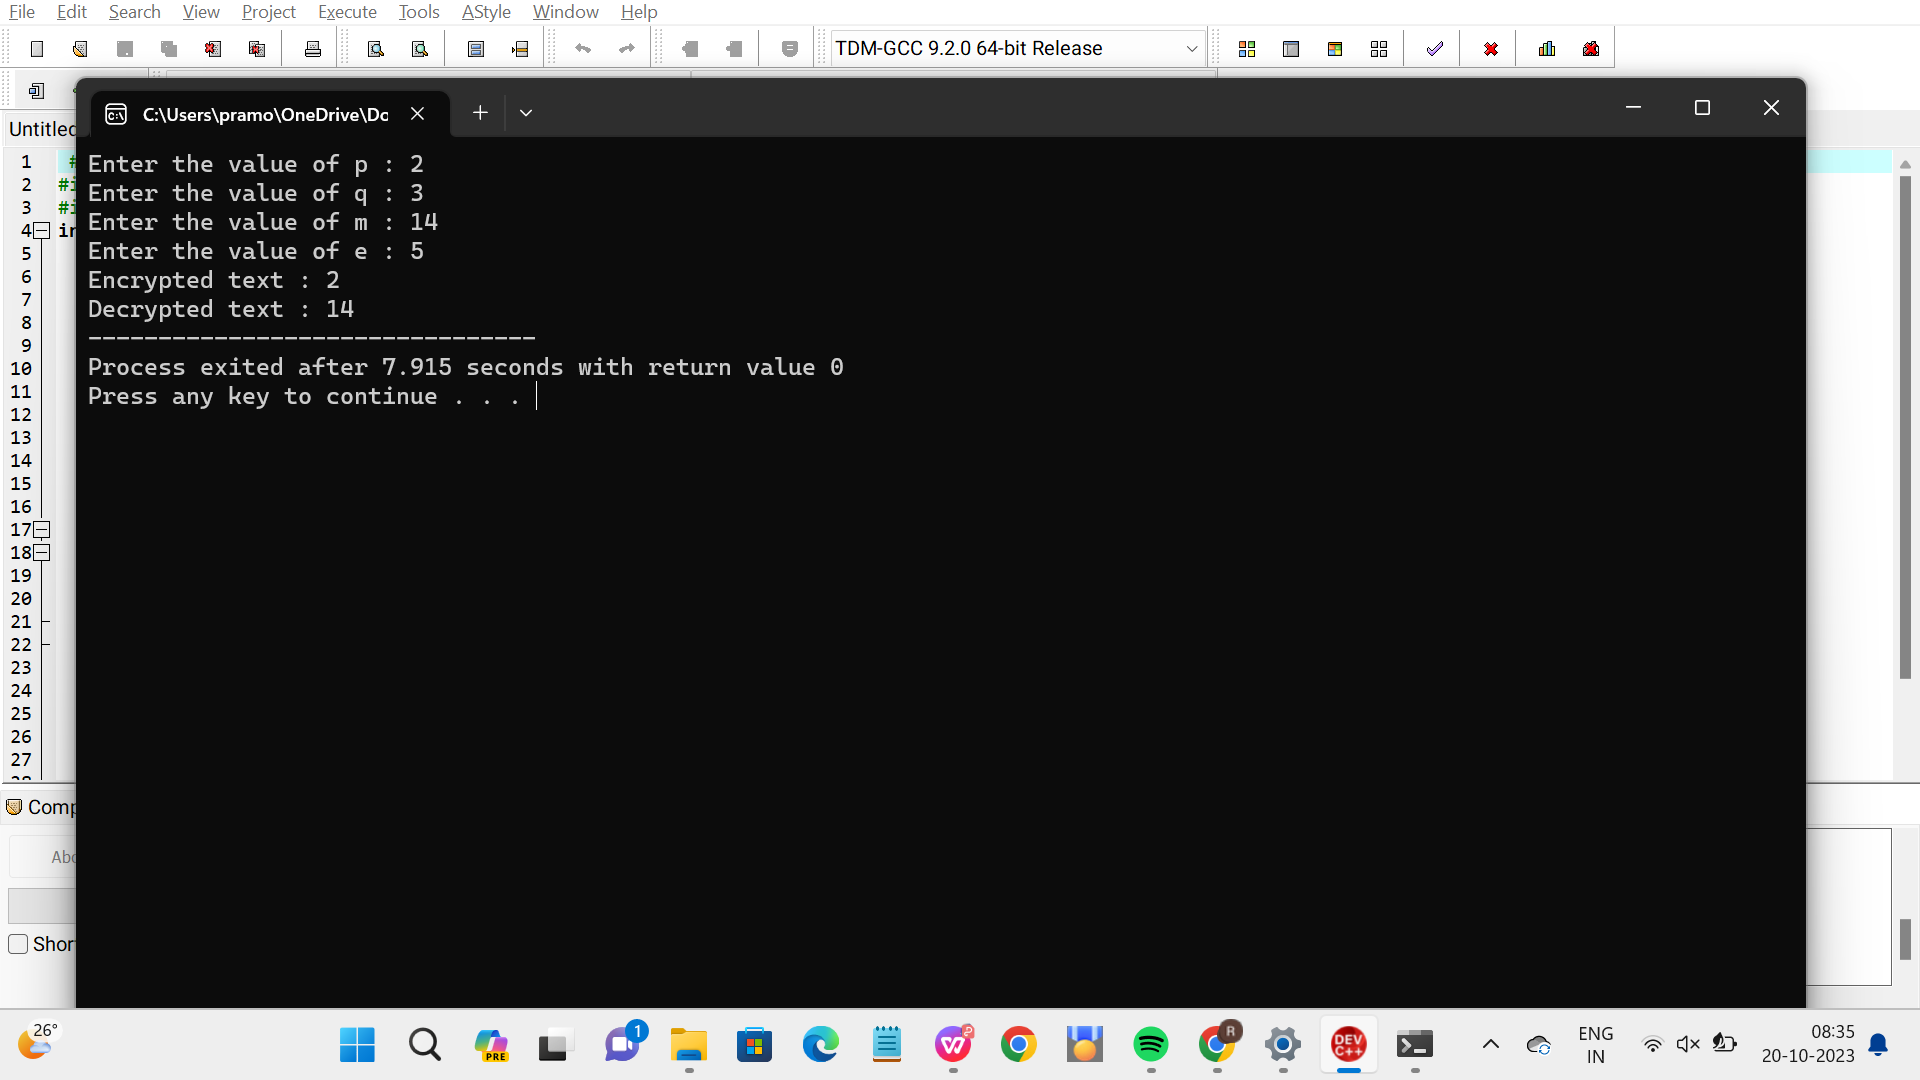 File Edit Search View Project Execute Tools AStyle Window Help
TDM-GCC 9.2.0 64-bit Release
C:\Users\pramo\OneDrive\Do
Untitled
1 #
2 #i
3 #i
4 in
5
6
7
8
9
10
11
12
13
14
15
16
17
18
19
20
21
22
23
24
25
26
27
Enter the value of p : 2
Enter the value of q : 3
Enter the value of m : 14
Enter the value of e : 5
Encrypted text : 2
Decrypted text : 14
--------------------------------
Process exited after 7.915 seconds with return value 0
Press any key to continue . . .
Comp
Abo
Shor
26°
PRE
1
R
DEV
C++
ENG
IN
08:35
20-10-2023